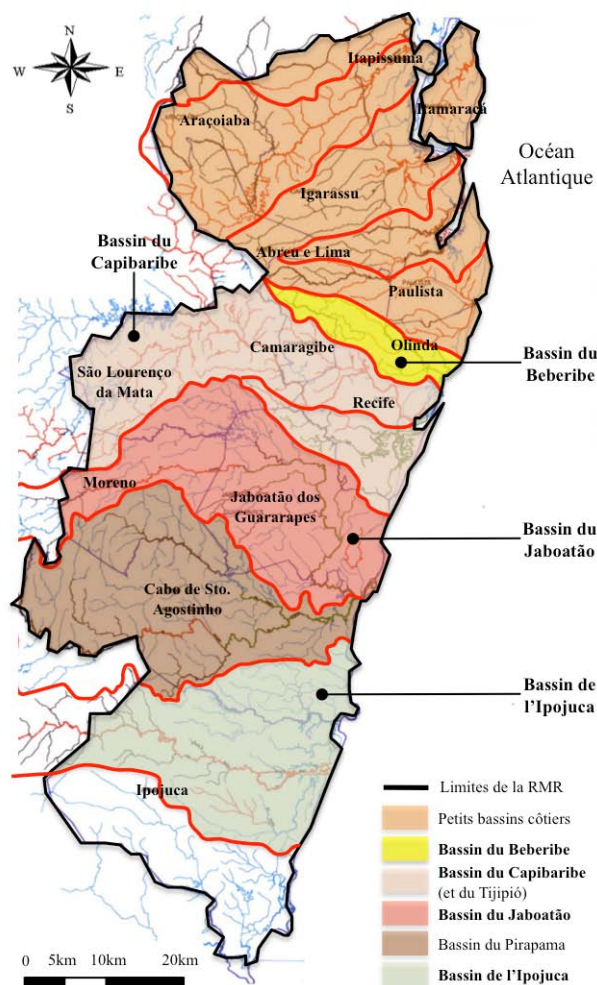 N
W E
S
Itapissuma
Itamaracá
Araçoiaba
Océan
Atlantique
Igarassu
Bassin du
Capibaribe
Abreu e Lima
Paulista
Camaragibe
Olinda
Bassin du
Beberibe
São Lourenço
da Mata
Recife
Moreno
Jaboatão dos
Guararapes
Bassin du
Jaboatão
Cabo de Sto.
Agostinho
Bassin de
l'Ipojuca
Ipojuca
Limites de la RMR
Petits bassins côtiers
Bassin du Beberibe
Bassin du Capibaribe
(et du Tijipió)
Bassin du Jaboatão
Bassin du Pirapama
Bassin de l'Ipojuca
0 5km 10km 20km